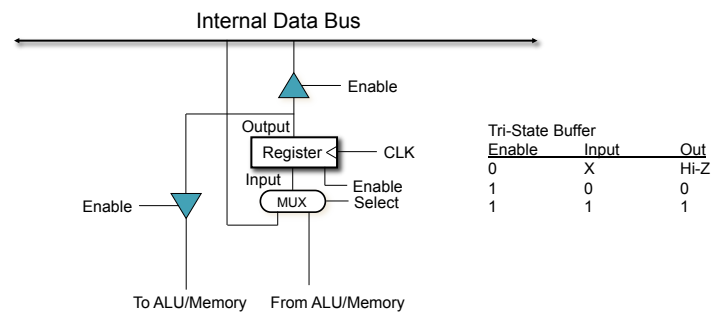 Internal Data Bus
Enable
Output
Register
CLK
Input
Enable
MUX
Select
Enable
To ALU/Memory
From ALU/Memory
Tri-State Buffer
Enable Input Out
0 X Hi-Z
1 0 0
1 1 1